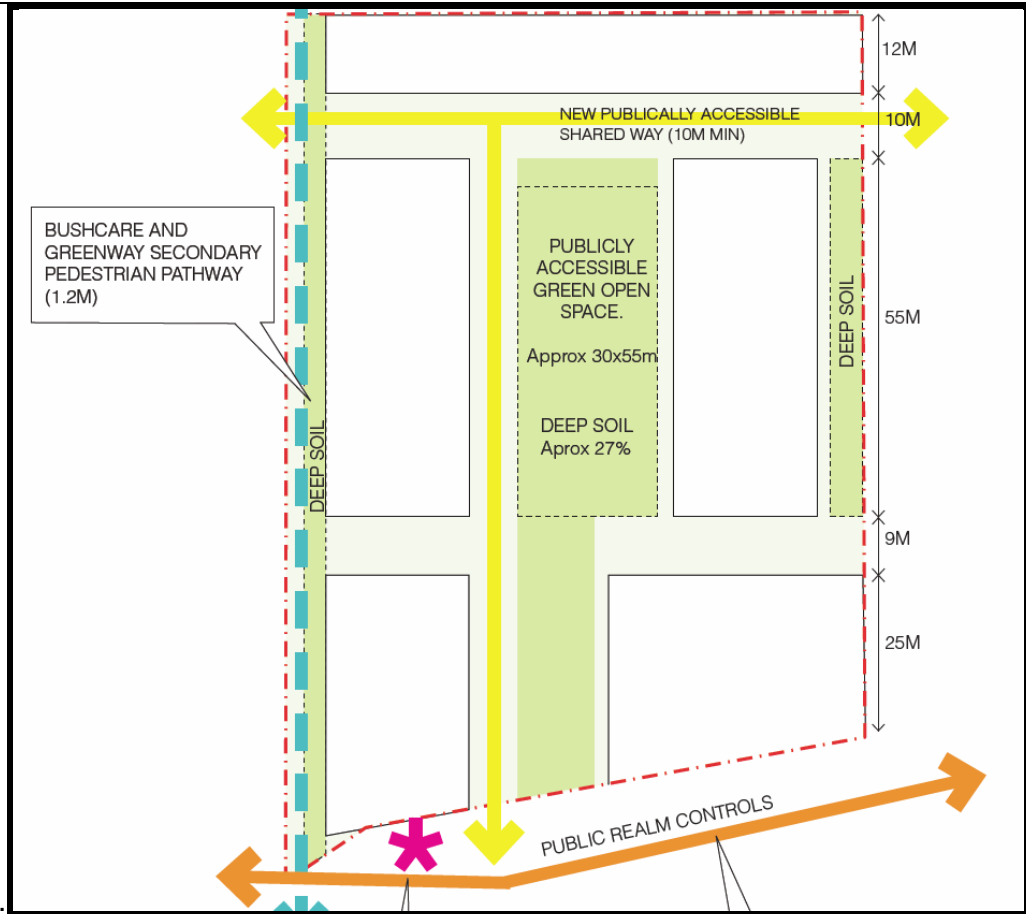 12M
NEW PUBLICALLY ACCESSIBLE
SHARED WAY (10M MIN)
10M
BUSHCARE AND
GREENWAY SECONDARY
PEDESTRIAN PATHWAY
(1.2M)
PUBLICLY
ACCESSIBLE
GREEN OPEN
SPACE.
Approx 30x55m
DEEP SOIL
Aprox 27%
DEEP SOIL
55M
DEEP SOIL
9M
25M
PUBLIC REALM CONTROLS